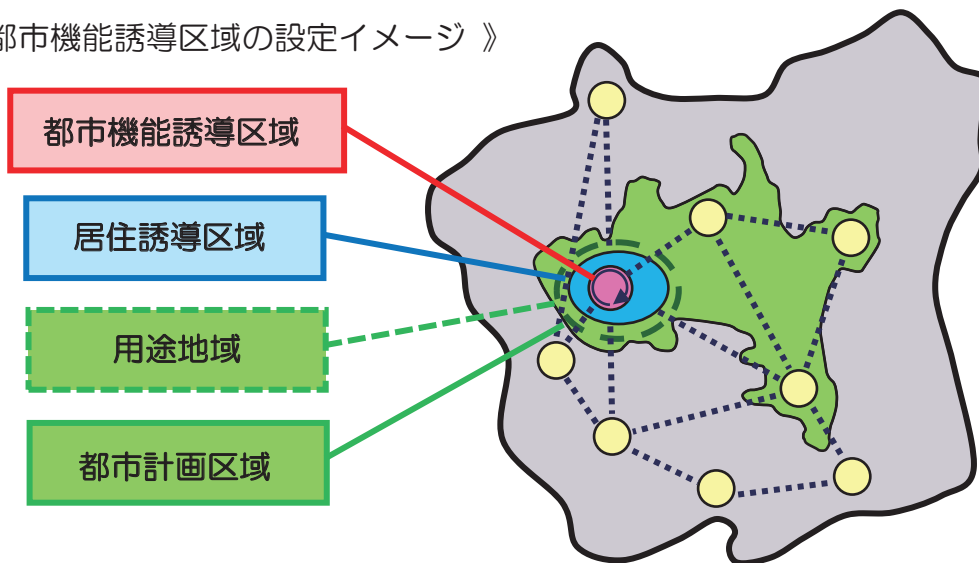 都市機能誘導区域の設定イメージ 》
都市機能誘導区域
居住誘導区域
用途地域
都市計画区域